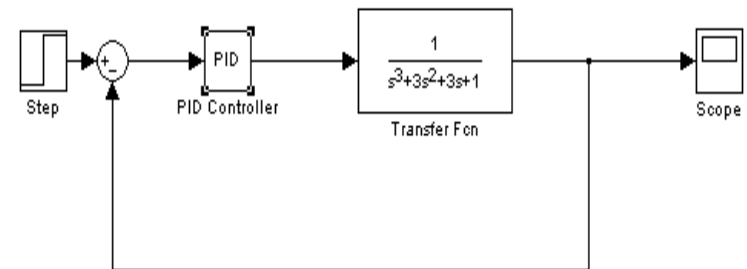 Step
+
−
PID
PID Controller
1
s³+3s²+3s+1
Transfer Fcn
Scope